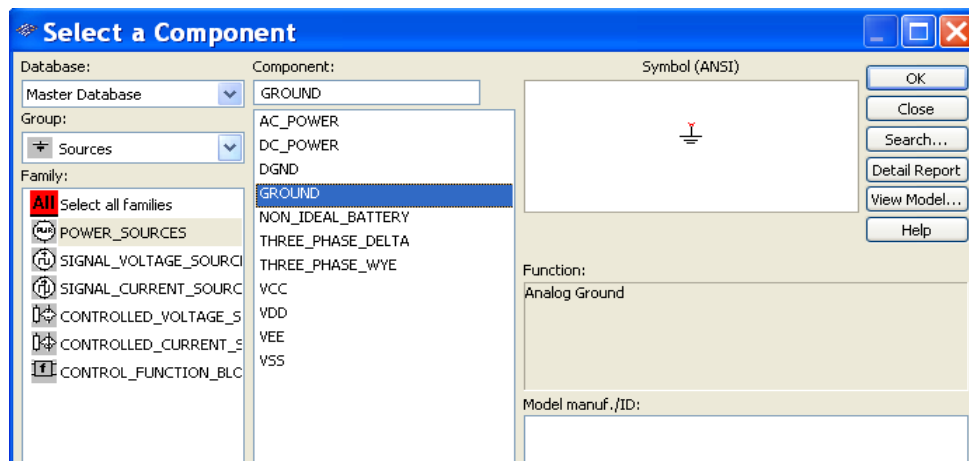 Select a Component
Database:
Master Database
Group:
Sources
Family:
All Select all families
POWER_SOURCES
SIGNAL_VOLTAGE_SOURCI
SIGNAL_CURRENT_SOURC
CONTROLLED_VOLTAGE_S
CONTROLLED_CURRENT_S
CONTROL_FUNCTION_BLC
Component:
GROUND
AC_POWER
DC_POWER
DGND
GROUND
NON_IDEAL_BATTERY
THREE_PHASE_DELTA
THREE_PHASE_WYE
VCC
VDD
VEE
VSS
Symbol (ANSI)
Function:
Analog Ground
Model manuf./ID:
OK
Close
Search...
Detail Report
View Model...
Help